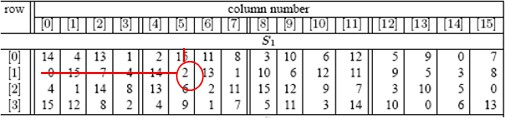 row column number
[0] [1] [2] [3] [4] [5] [6] [7] [8] [9] [10] [11] [12] [13] [14] [15]
S1
[0] 14 4 13 1 2 15 11 8 3 10 6 12 5 9 0 7
[1] 0 15 7 4 14 2 13 1 10 6 12 11 9 5 3 8
[2] 4 1 14 8 13 6 2 11 15 12 9 7 3 10 5 0
[3] 15 12 8 2 4 9 1 7 5 11 3 14 10 0 6 13